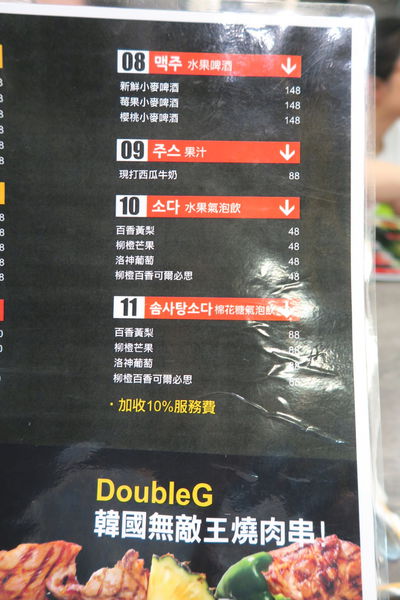 08 맥주 水果啤酒
新鮮小麥啤酒 148
莓果小麥啤酒 148
櫻桃小麥啤酒 148
09 주스 果汁
現打西瓜牛奶 88
10 소다 水果氣泡飲
百香黃梨 48
柳橙芒果 48
洛神葡萄 48
柳橙百香可爾必思 48
11 솜사탕소다 棉花糖氣泡飲
百香黃梨 88
柳橙芒果 88
洛神葡萄
柳橙百香可爾必思
·加收10%服務費
DoubleG
韓國無敵王燒肉串!